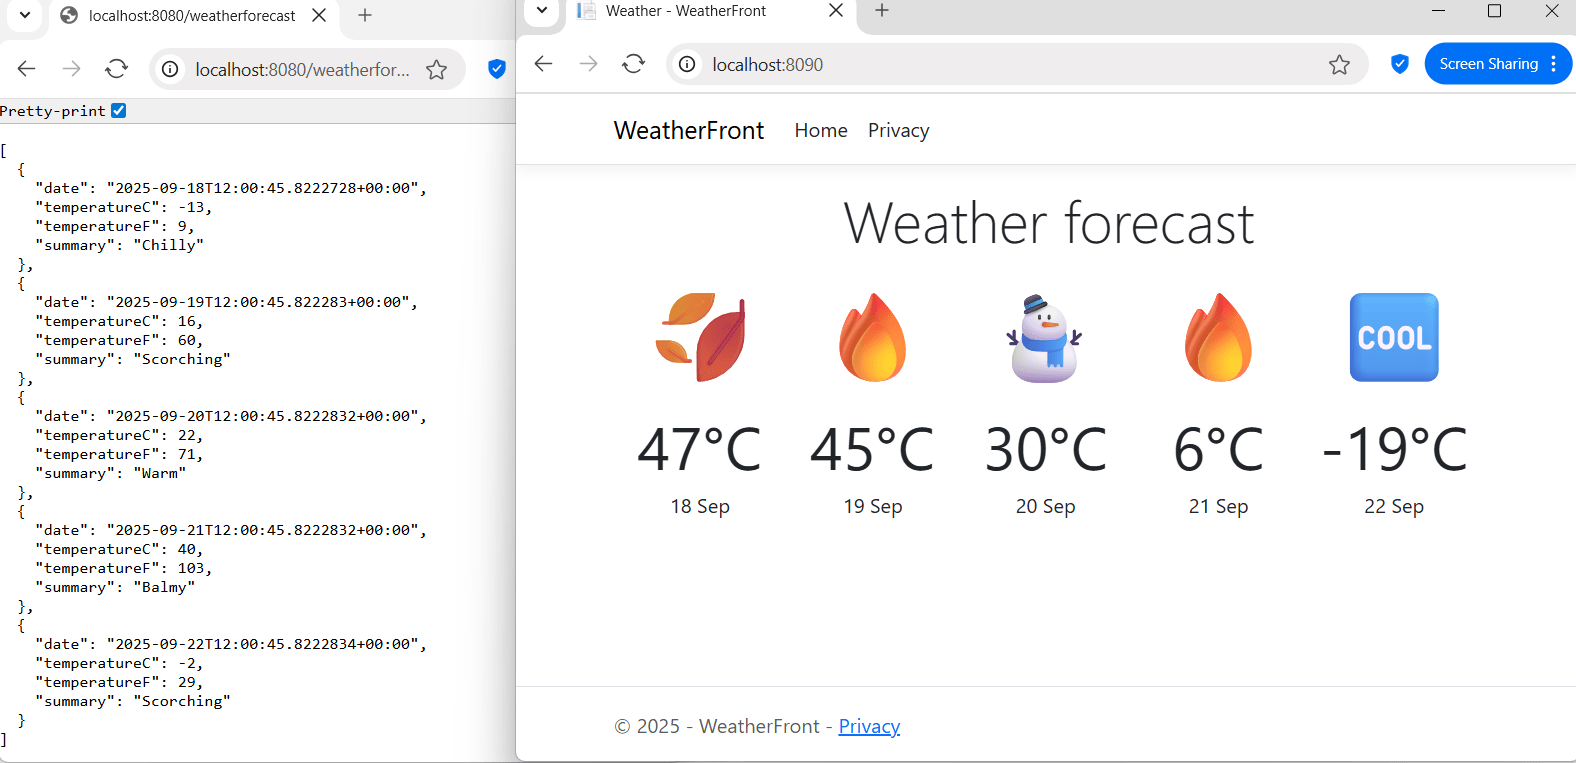 localhost:8080/weatherforecast
localhost:8080/weatherfor...
Pretty-print
[
  {
    "date": "2025-09-18T12:00:45.8222728+00:00",
    "temperatureC": -13,
    "temperatureF": 9,
    "summary": "Chilly"
  },
  {
    "date": "2025-09-19T12:00:45.822283+00:00",
    "temperatureC": 16,
    "temperatureF": 60,
    "summary": "Scorching"
  },
  {
    "date": "2025-09-20T12:00:45.8222832+00:00",
    "temperatureC": 22,
    "temperatureF": 71,
    "summary": "Warm"
  },
  {
    "date": "2025-09-21T12:00:45.8222832+00:00",
    "temperatureC": 40,
    "temperatureF": 103,
    "summary": "Balmy"
  },
  {
    "date": "2025-09-22T12:00:45.8222834+00:00",
    "temperatureC": -2,
    "temperatureF": 29,
    "summary": "Scorching"
  }
]
Weather - WeatherFront
localhost:8090 Screen Sharing
WeatherFront Home Privacy
Weather forecast
COOL
47°C 45°C 30°C 6°C -19°C
18 Sep 19 Sep 20 Sep 21 Sep 22 Sep
© 2025 - WeatherFront - Privacy